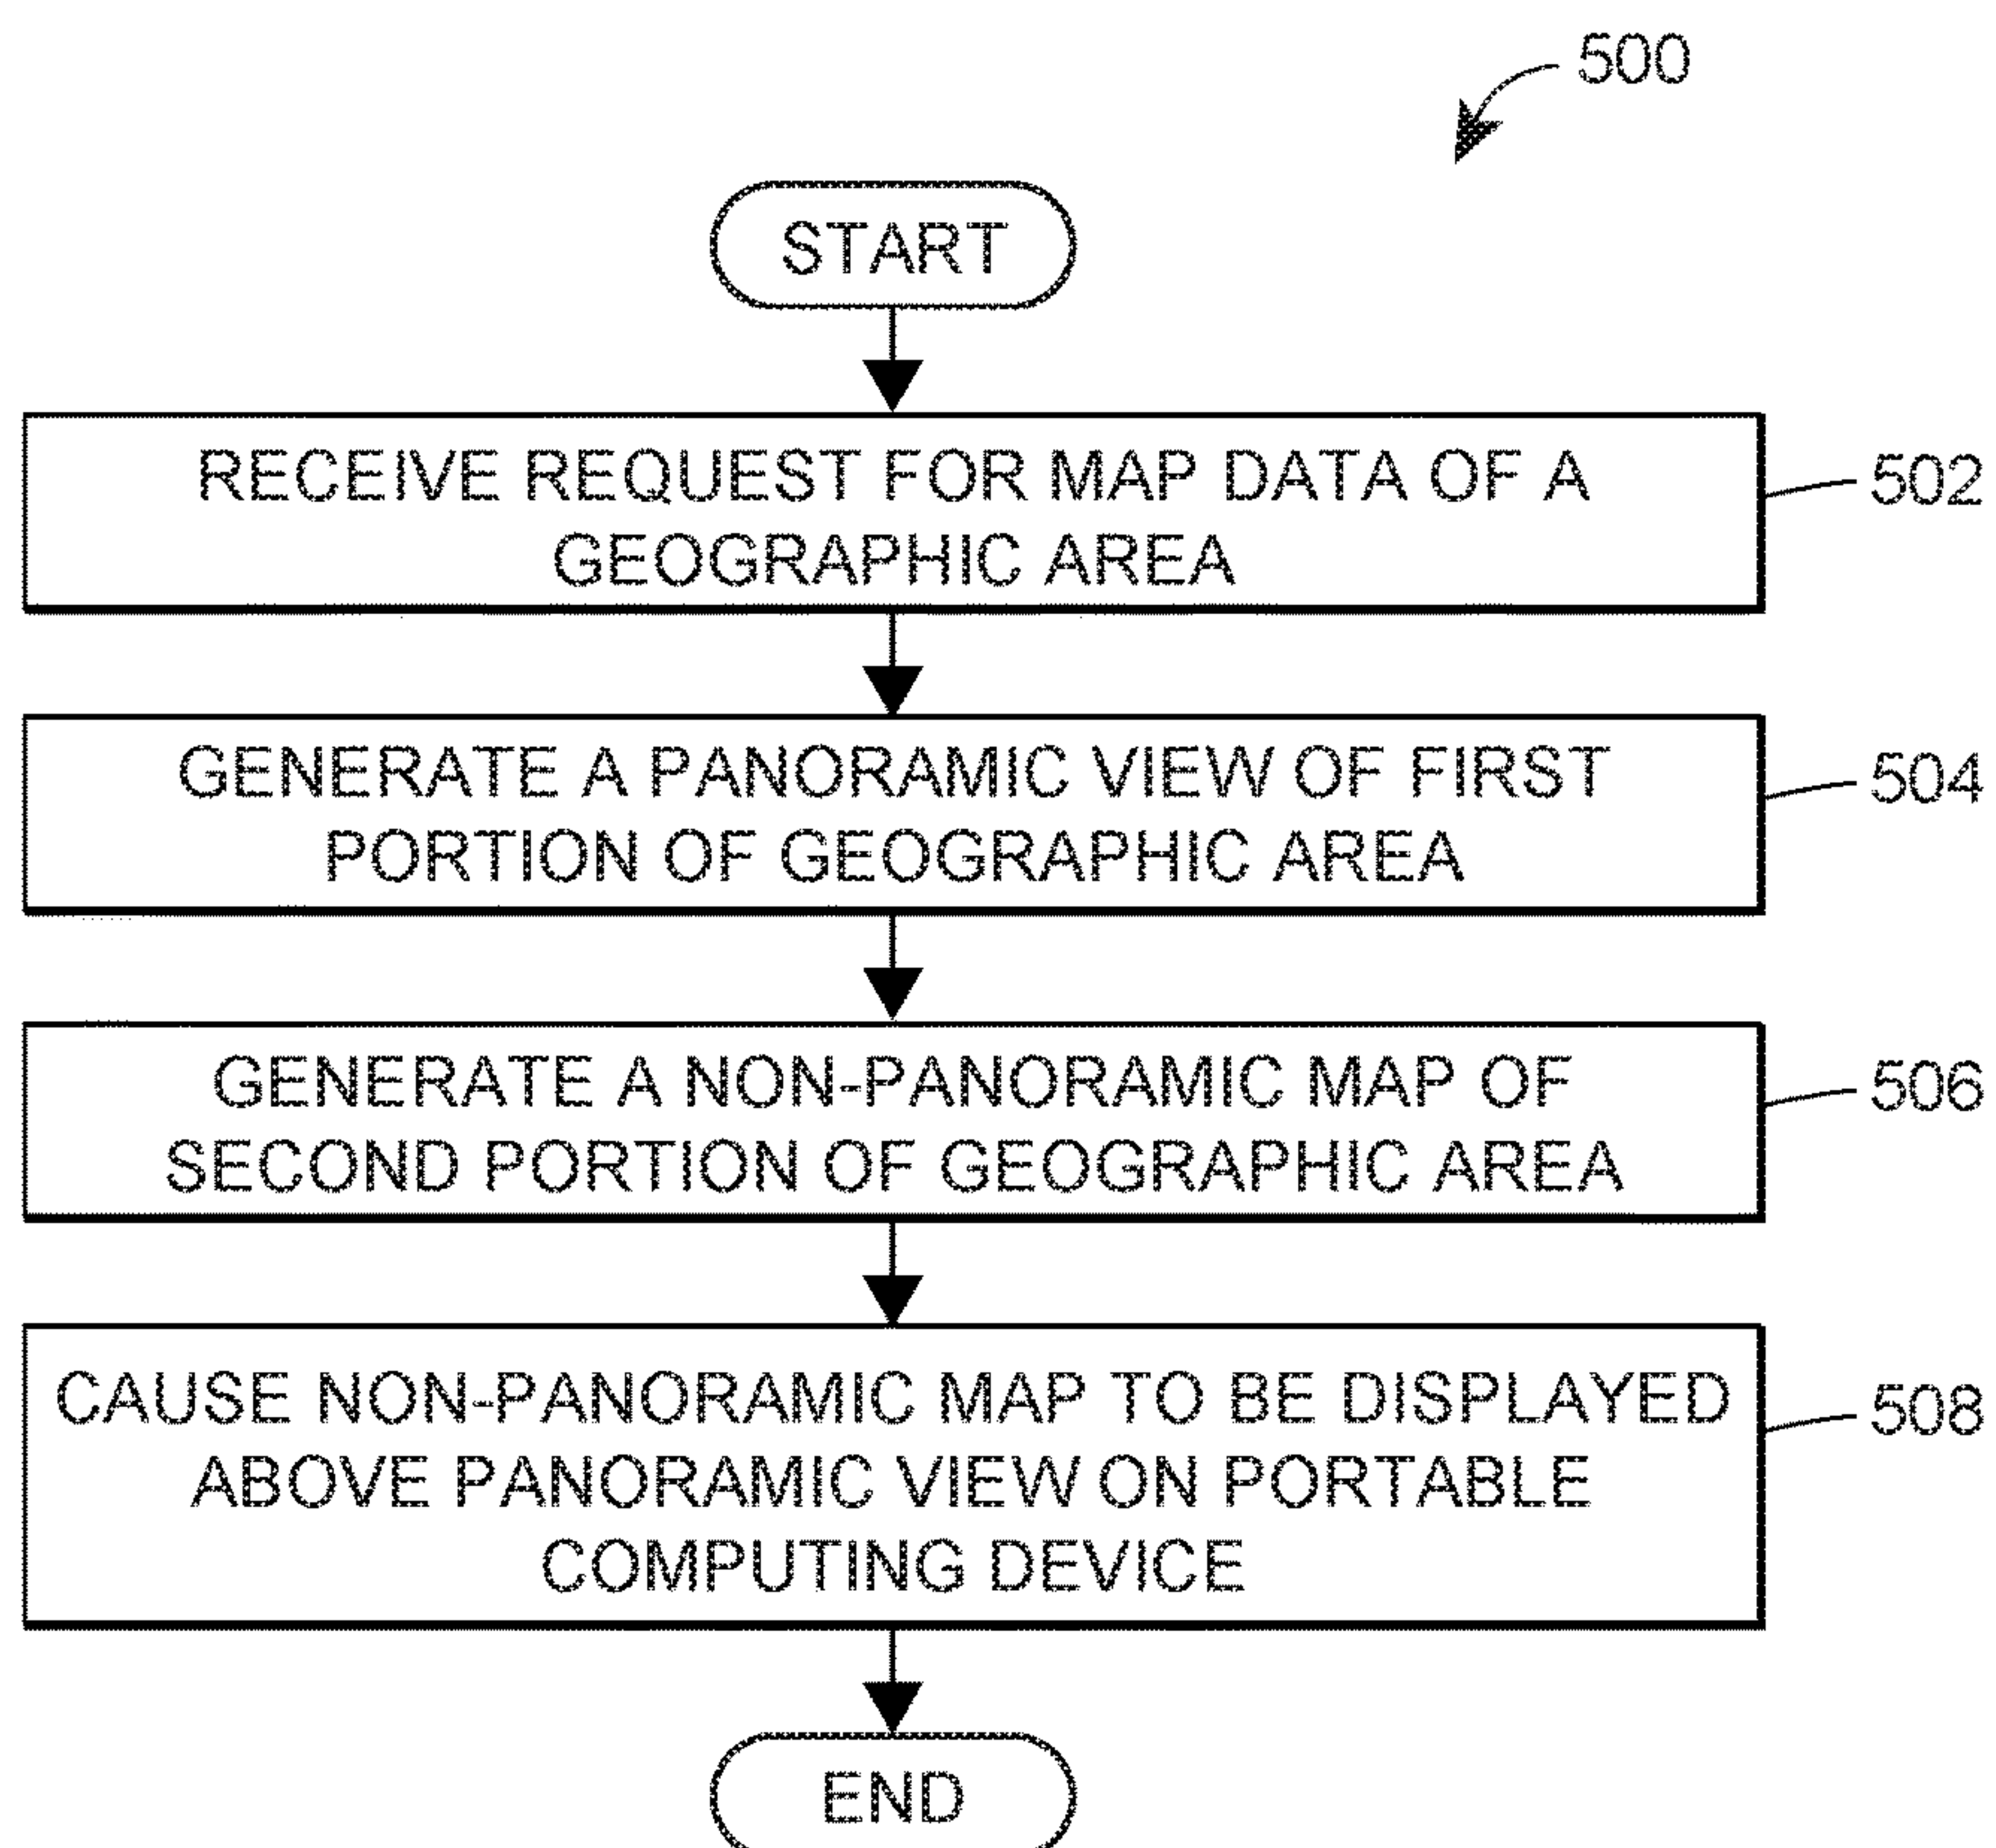 500
START
RECEIVE REQUEST FOR MAP DATA OF A
GEOGRAPHIC AREA
502
GENERATE A PANORAMIC VIEW OF FIRST
PORTION OF GEOGRAPHIC AREA
504
GENERATE A NON-PANORAMIC MAP OF
SECOND PORTION OF GEOGRAPHIC AREA
506
CAUSE NON-PANORAMIC MAP TO BE DISPLAYED
ABOVE PANORAMIC VIEW ON PORTABLE
COMPUTING DEVICE
508
END